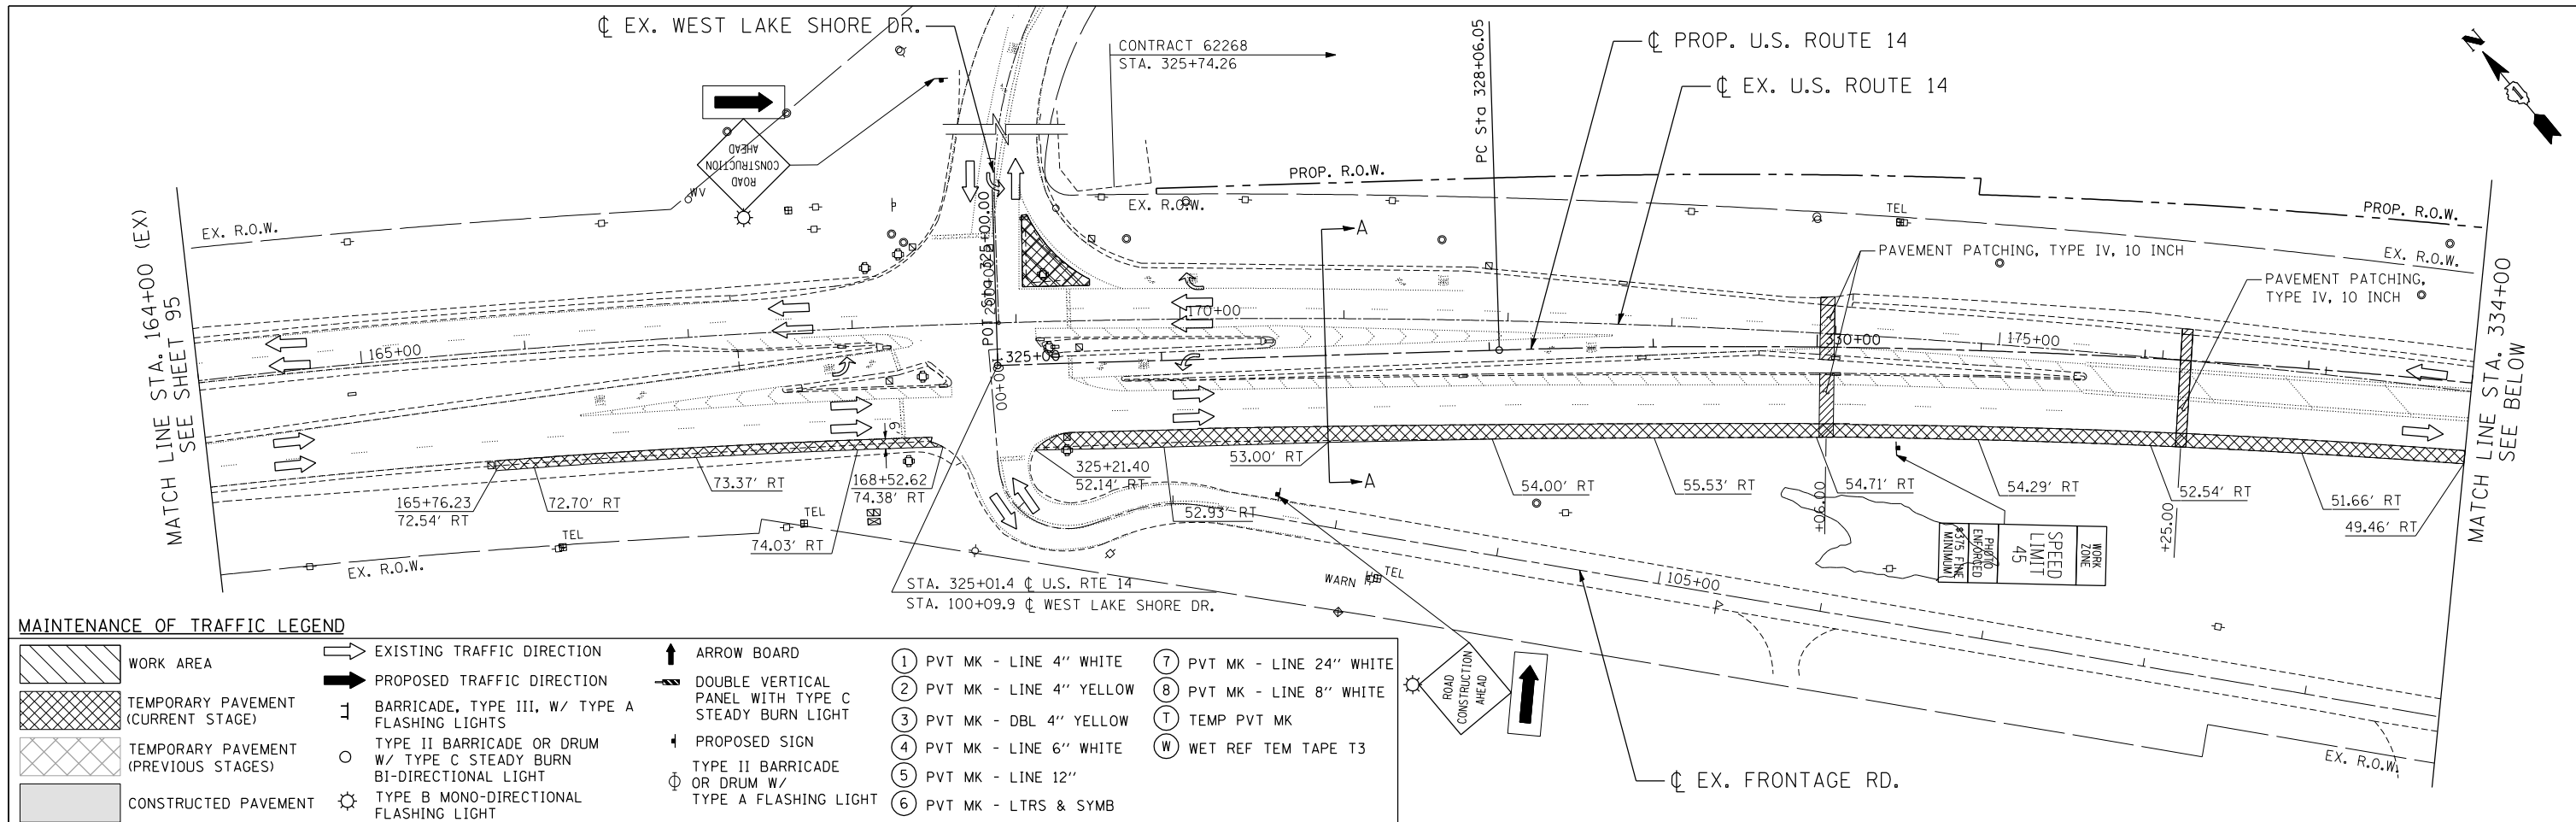 ℄ EX. WEST LAKE SHORE DR.
CONTRACT 62268
STA. 325+74.26
PC Sta 328+06.05
℄ PROP. U.S. ROUTE 14
℄ EX. U.S. ROUTE 14
N
ROAD
CONSTRUCTION
AHEAD
WV
MATCH LINE STA. 164+00 (EX)
SEE SHEET 95
EX. R.O.W.
EX. R.O.W.
PROP. R.O.W.
TEL
PROP. R.O.W.
EX. R.O.W.
A
PAVEMENT PATCHING, TYPE IV, 10 INCH
PAVEMENT PATCHING,
TYPE IV, 10 INCH
MATCH LINE STA. 334+00
SEE BELOW
165+00
170+00
175+00
325+00
330+00
9'
165+76.23
72.54' RT
72.70' RT
73.37' RT
74.03' RT
168+52.62
74.38' RT
325+21.40
52.14' RT
52.93' RT
53.00' RT
A
54.00' RT
55.53' RT
54.71' RT
54.29' RT
52.54' RT
51.66' RT
49.46' RT
+06.00
+25.00
WORK
ZONE
SPEED
LIMIT
45
PHOTO
ENFORCED
$375 FINE
MINIMUM
TEL
TEL
EX. R.O.W.
STA. 325+01.4 ℄ U.S. RTE 14
STA. 100+09.9 ℄ WEST LAKE SHORE DR.
WARN
TEL
105+00
EX. R.O.W.
℄ EX. FRONTAGE RD.
ROAD
CONSTRUCTION
AHEAD
MAINTENANCE OF TRAFFIC LEGEND
WORK AREA
TEMPORARY PAVEMENT
(CURRENT STAGE)
TEMPORARY PAVEMENT
(PREVIOUS STAGES)
CONSTRUCTED PAVEMENT
EXISTING TRAFFIC DIRECTION
PROPOSED TRAFFIC DIRECTION
BARRICADE, TYPE III, W/ TYPE A
FLASHING LIGHTS
TYPE II BARRICADE OR DRUM
W/ TYPE C STEADY BURN
BI-DIRECTIONAL LIGHT
TYPE B MONO-DIRECTIONAL
FLASHING LIGHT
ARROW BOARD
DOUBLE VERTICAL
PANEL WITH TYPE C
STEADY BURN LIGHT
PROPOSED SIGN
TYPE II BARRICADE
OR DRUM W/
TYPE A FLASHING LIGHT
1 PVT MK - LINE 4'' WHITE
2 PVT MK - LINE 4'' YELLOW
3 PVT MK - DBL 4'' YELLOW
4 PVT MK - LINE 6'' WHITE
5 PVT MK - LINE 12''
6 PVT MK - LTRS & SYMB
7 PVT MK - LINE 24'' WHITE
8 PVT MK - LINE 8'' WHITE
T TEMP PVT MK
W WET REF TEM TAPE T3